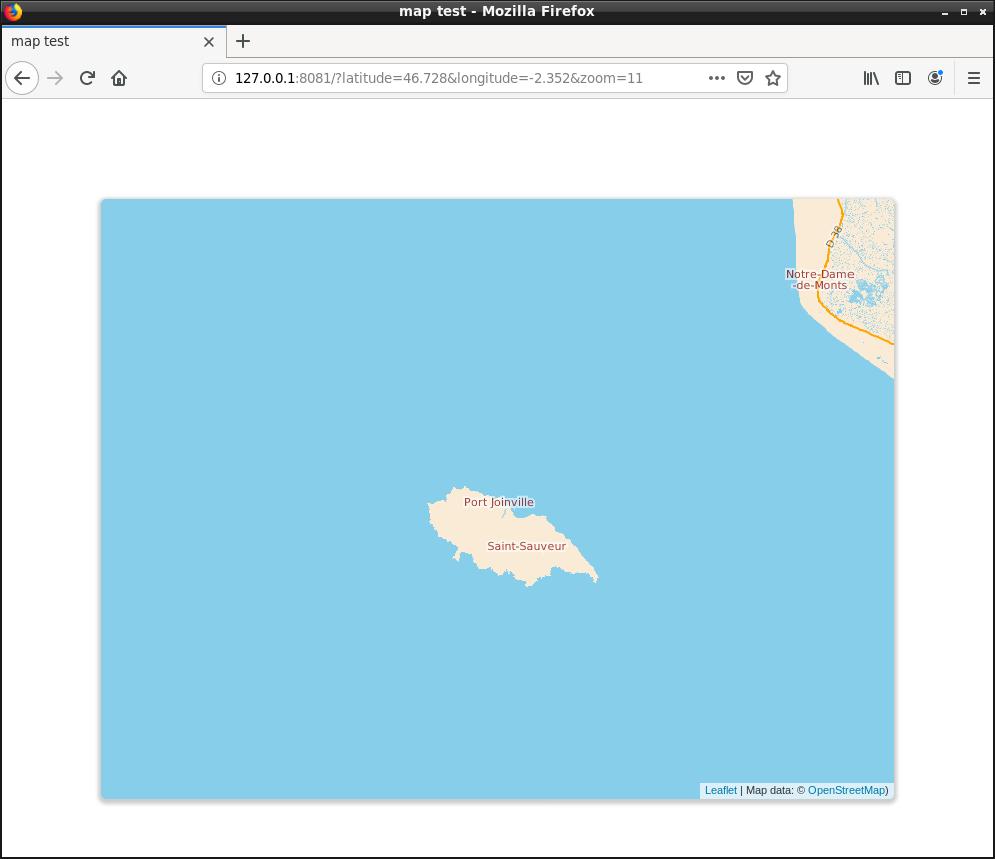 map test - Mozilla Firefox
map test
127.0.0.1:8081/?latitude=46.728&longitude=-2.352&zoom=11
D 38
Notre-Dame
-de-Monts
Port Joinville
Saint-Sauveur
Leaflet | Map data: © OpenStreetMap)